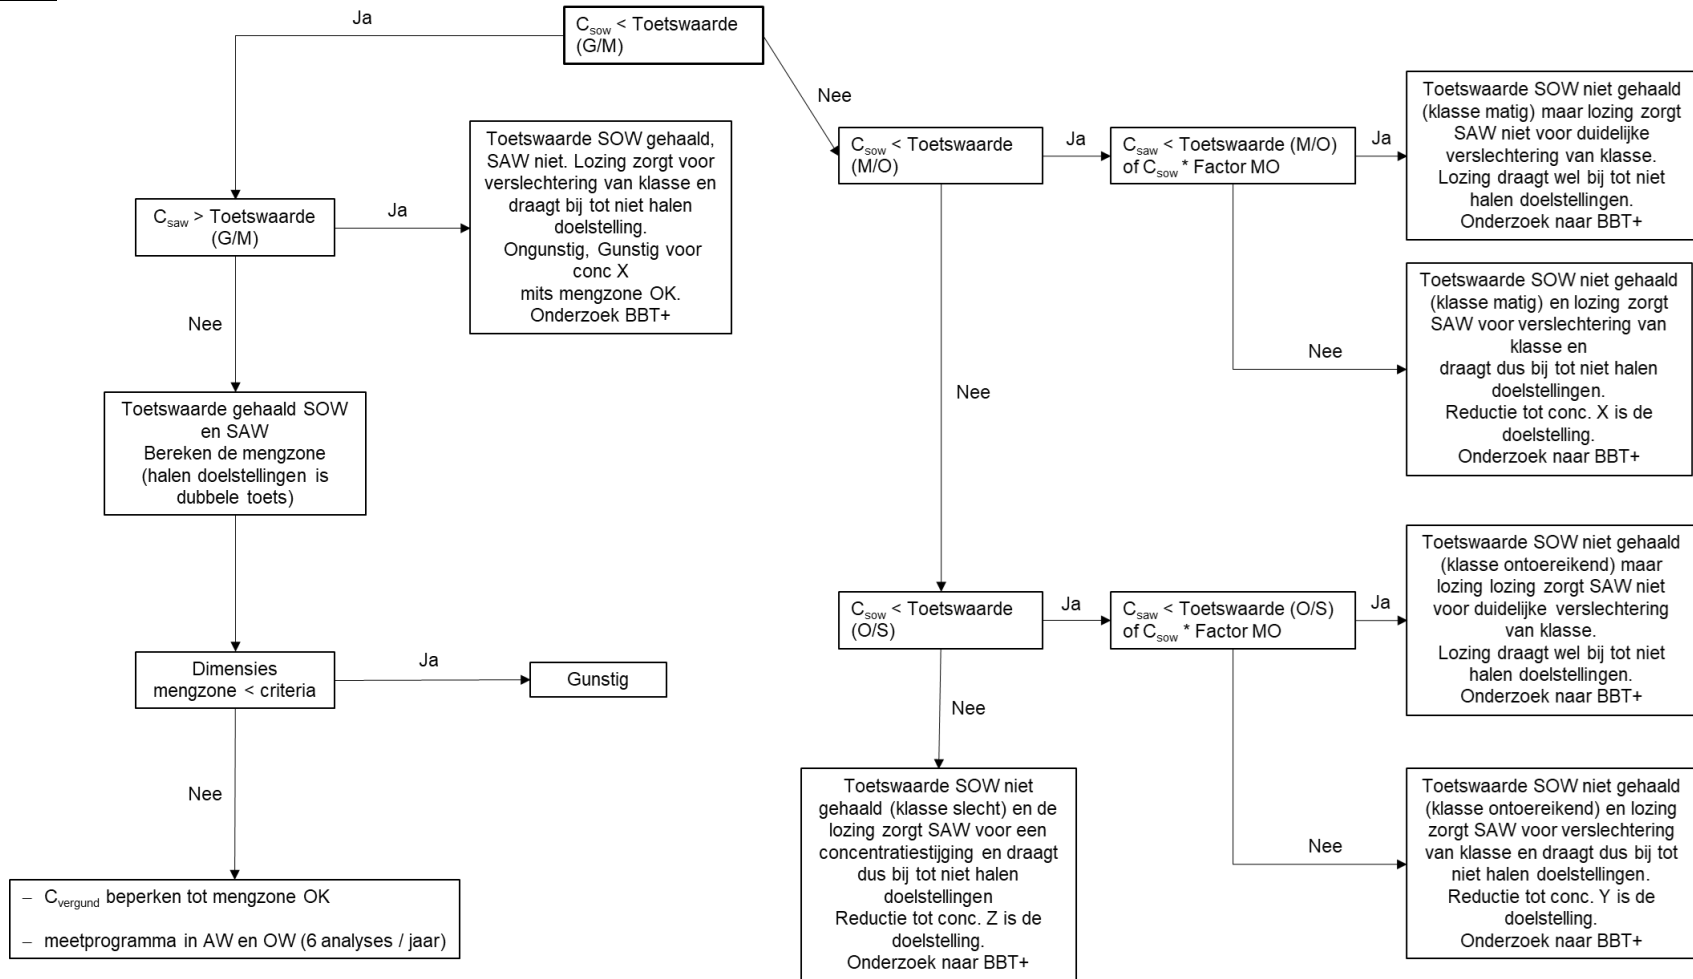 Ja
C_sow < Toetswaarde
(G/M)
Nee
C_saw > Toetswaarde
(G/M)
Ja
Toetswaarde SOW gehaald,
SAW niet. Lozing zorgt voor
verslechtering van klasse en
draagt bij tot niet halen
doelstelling.
Ongunstig, Gunstig voor
conc X
mits mengzone OK.
Onderzoek BBT+
Nee
Toetswaarde gehaald SOW
en SAW
Bereken de mengzone
(halen doelstellingen is
dubbele toets)
Dimensies
mengzone < criteria
Ja
Gunstig
Nee
– C_vergund beperken tot mengzone OK
– meetprogramma in AW en OW (6 analyses / jaar)
C_sow < Toetswaarde
(M/O)
Ja
C_saw < Toetswaarde (M/O)
of C_sow * Factor MO
Ja
Toetswaarde SOW niet gehaald
(klasse matig) maar lozing zorgt
SAW niet voor duidelijke
verslechtering van klasse.
Lozing draagt wel bij tot niet
halen doelstellingen.
Onderzoek naar BBT+
Nee
Toetswaarde SOW niet gehaald
(klasse matig) en lozing zorgt
SAW voor verslechtering van
klasse en
draagt dus bij tot niet halen
doelstellingen.
Reductie tot conc. X is de
doelstelling.
Onderzoek naar BBT+
Nee
C_sow < Toetswaarde
(O/S)
Ja
C_saw < Toetswaarde (O/S)
of C_sow * Factor MO
Ja
Toetswaarde SOW niet gehaald
(klasse ontoereikend) maar
lozing lozing zorgt SAW niet
voor duidelijke verslechtering
van klasse.
Lozing draagt wel bij tot niet
halen doelstellingen.
Onderzoek naar BBT+
Nee
Toetswaarde SOW niet
gehaald (klasse slecht) en de
lozing zorgt SAW voor een
concentratiestijging en draagt
dus bij tot niet halen
doelstellingen
Reductie tot conc. Z is de
doelstelling.
Onderzoek naar BBT+
Nee
Toetswaarde SOW niet gehaald
(klasse ontoereikend) en lozing
zorgt SAW voor verslechtering
van klasse en draagt dus bij tot
niet halen doelstellingen.
Reductie tot conc. Y is de
doelstelling.
Onderzoek naar BBT+